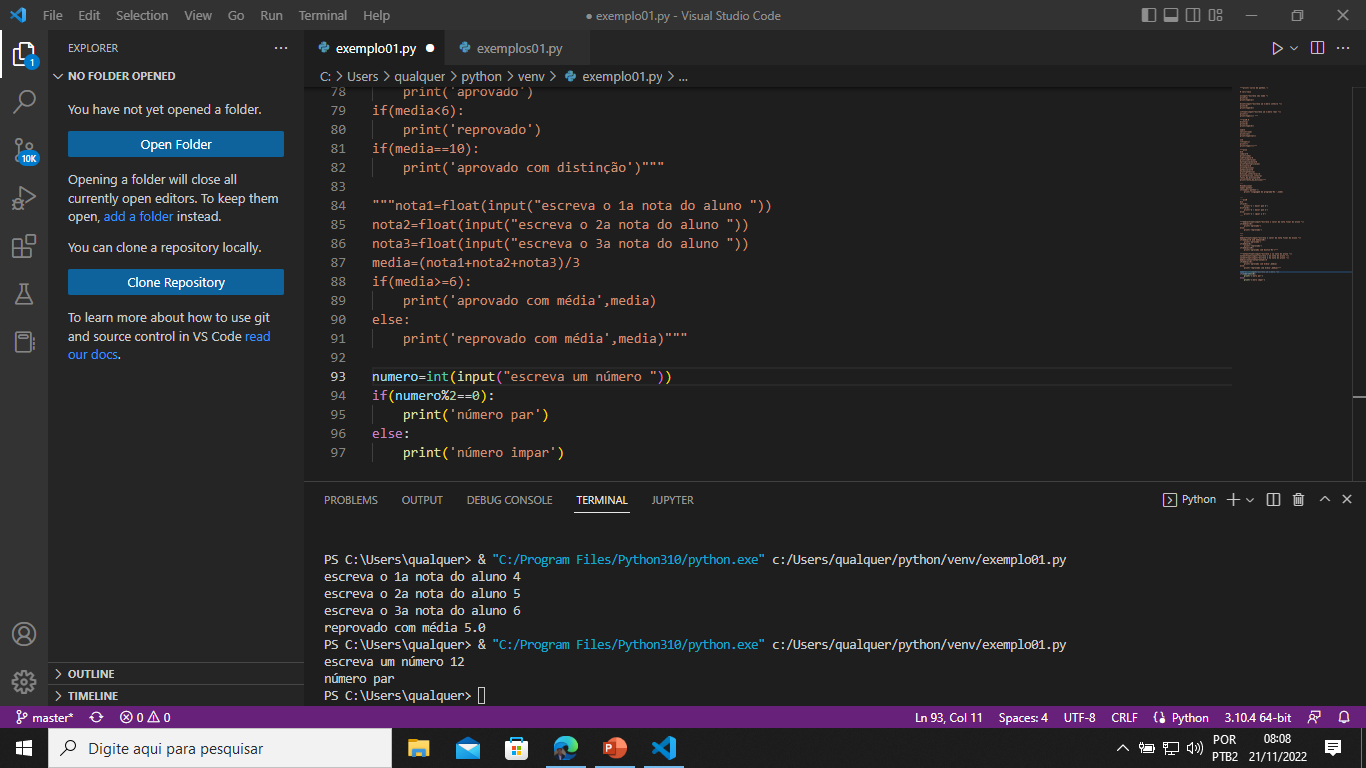 File Edit Selection View Go Run Terminal Help
● exemplo01.py - Visual Studio Code
EXPLORER
NO FOLDER OPENED
You have not yet opened a folder.
Open Folder
Opening a folder will close all
currently open editors. To keep them
open, add a folder instead.
You can clone a repository locally.
Clone Repository
To learn more about how to use git
and source control in VS Code read
our docs.
OUTLINE
TIMELINE
1
10K
exemplo01.py ● exemplos01.py
C: > Users > qualquer > python > venv > exemplo01.py > ...
78 print('aprovado')
79 if(media<6):
80 print('reprovado')
81 if(media==10):
82 print('aprovado com distinção')"""
83
84 """nota1=float(input("escreva o 1a nota do aluno "))
85 nota2=float(input("escreva o 2a nota do aluno "))
86 nota3=float(input("escreva o 3a nota do aluno "))
87 media=(nota1+nota2+nota3)/3
88 if(media>=6):
89 print('aprovado com média',media)
90 else:
91 print('reprovado com média',media)"""
92
93 numero=int(input("escreva um número "))
94 if(numero%2==0):
95 print('número par')
96 else:
97 print('número impar')
PROBLEMS OUTPUT DEBUG CONSOLE TERMINAL JUPYTER
Python
PS C:\Users\qualquer> & "C:/Program Files/Python310/python.exe" c:/Users/qualquer/python/venv/exemplo01.py
escreva o 1a nota do aluno 4
escreva o 2a nota do aluno 5
escreva o 3a nota do aluno 6
reprovado com média 5.0
PS C:\Users\qualquer> & "C:/Program Files/Python310/python.exe" c:/Users/qualquer/python/venv/exemplo01.py
escreva um número 12
número par
PS C:\Users\qualquer>
master* 0 0 Ln 93, Col 11 Spaces: 4 UTF-8 CRLF Python 3.10.4 64-bit
Digite aqui para pesquisar
POR
PTB2
08:08
21/11/2022